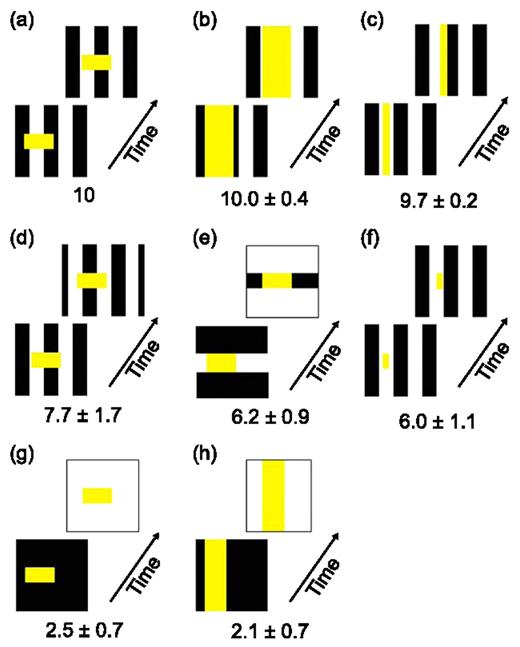 (a) (b) (c)
Time Time Time
10 10.0 ± 0.4 9.7 ± 0.2
(d) (e) (f)
Time Time Time
7.7 ± 1.7 6.2 ± 0.9 6.0 ± 1.1
(g) (h)
Time Time
2.5 ± 0.7 2.1 ± 0.7